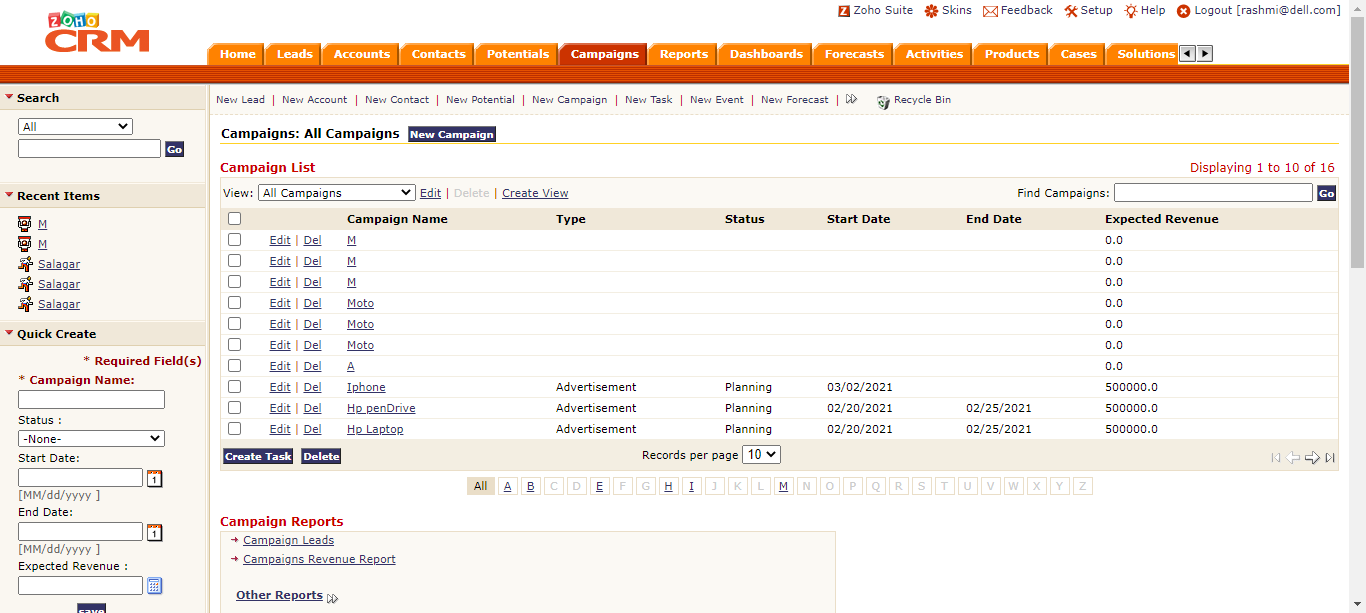 Zoho Suite Skins Feedback Setup Help Logout [rashmi@dell.com]
ZOHO
CRM
Home Leads Accounts Contacts Potentials Campaigns Reports Dashboards Forecasts Activities Products Cases Solutions
Search
All
Go
Recent Items
M
M
Salagar
Salagar
Salagar
Quick Create
* Required Field(s)
* Campaign Name:
Status :
-None-
Start Date:
1
[MM/dd/yyyy ]
End Date:
1
[MM/dd/yyyy ]
Expected Revenue :
save
New Lead | New Account | New Contact | New Potential | New Campaign | New Task | New Event | New Forecast | Recycle Bin
Campaigns: All Campaigns New Campaign
Campaign List Displaying 1 to 10 of 16
View: All Campaigns Edit | Delete | Create View Find Campaigns: Go
Campaign Name Type Status Start Date End Date Expected Revenue
Edit | Del M 0.0
Edit | Del M 0.0
Edit | Del M 0.0
Edit | Del Moto 0.0
Edit | Del Moto 0.0
Edit | Del Moto 0.0
Edit | Del A 0.0
Edit | Del Iphone Advertisement Planning 03/02/2021 500000.0
Edit | Del Hp penDrive Advertisement Planning 02/20/2021 02/25/2021 500000.0
Edit | Del Hp Laptop Advertisement Planning 02/20/2021 02/25/2021 500000.0
Create Task Delete Records per page 10
All A B C D E F G H I J K L M N O P Q R S T U V W X Y Z
Campaign Reports
Campaign Leads
Campaigns Revenue Report
Other Reports